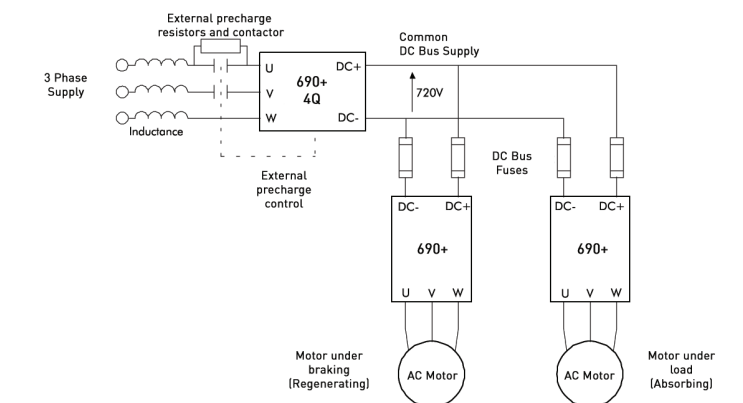 External precharge
resistors and contactor
3 Phase
Supply
Inductance
U
V
W
690+
4Q
DC+
DC-
Common
DC Bus Supply
720V
External
precharge
control
DC Bus
Fuses
DC- DC+
690+
U V W
DC- DC+
690+
U V W
Motor under
braking
(Regenerating)
AC Motor
AC Motor
Motor under
load
(Absorbing)